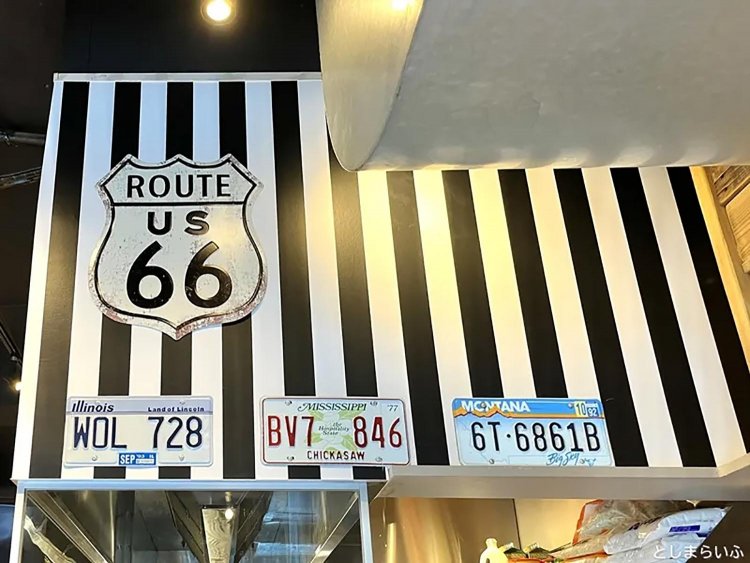 ROUTE
US
66
Illinois Land of Lincoln
WOL 728
SEP
MISSISSIPPI '77
the
Hospitality
State
BV7 846
CHICKASAW
MONTANA 10 92
6T·6861B
Big Sky
としまらいふ